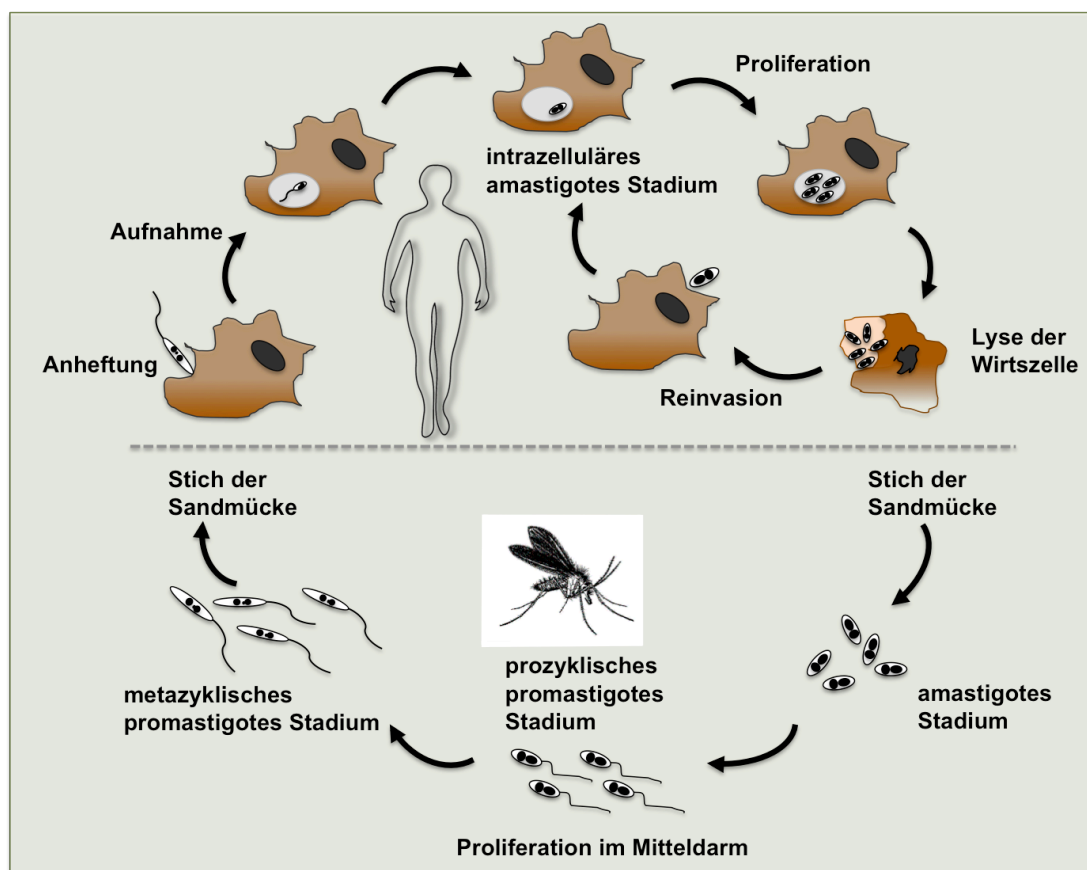 Proliferation
intrazelluläres
amastigotes Stadium
Aufnahme
Anheftung
Lyse der
Wirtszelle
Reinvasion
Stich der
Sandmücke
Stich der
Sandmücke
metazyklisches
promastigotes Stadium
prozyklisches
promastigotes
Stadium
amastigotes
Stadium
Proliferation im Mitteldarm